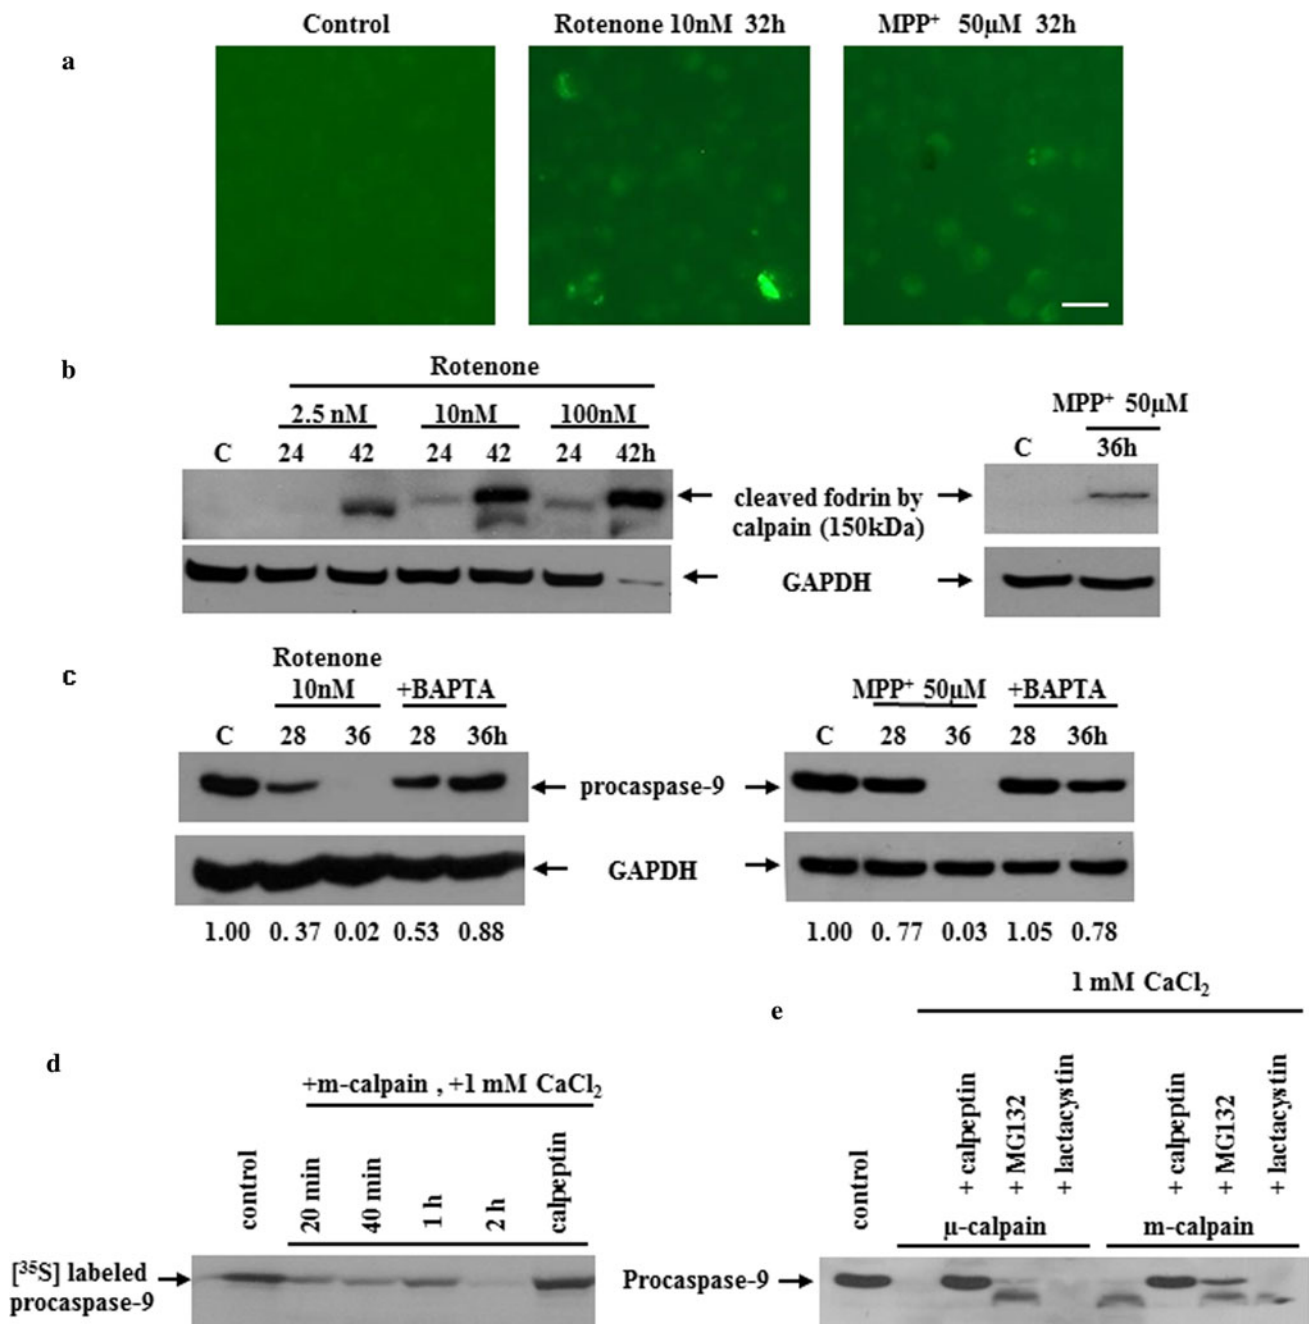 Control
Rotenone 10nM 32h
MPP⁺ 50μM 32h
a
b
Rotenone
2.5 nM
10nM
100nM
C
24
42
24
42
24
42h
MPP⁺ 50μM
C
36h
cleaved fodrin by
calpain (150kDa)
GAPDH
c
Rotenone
10nM
+BAPTA
C
28
36
28
36h
MPP⁺ 50μM
+BAPTA
C
28
36
28
36h
procaspase-9
GAPDH
1.00 0. 37 0.02 0.53 0.88
1.00 0. 77 0.03 1.05 0.78
d
+m-calpain , +1 mM CaCl₂
control
20 min
40 min
1 h
2 h
calpeptin
[³⁵S] labeled
procaspase-9
e
1 mM CaCl₂
control
+ calpeptin
+ MG132
+ lactacystin
+ calpeptin
+ MG132
+ lactacystin
μ-calpain
m-calpain
Procaspase-9